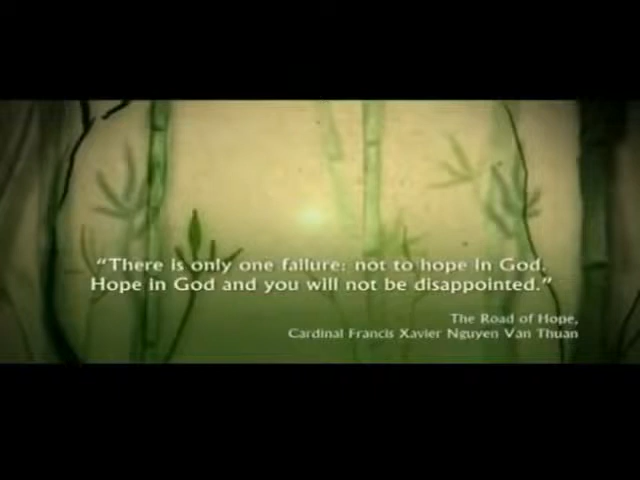 “There is only one failure: not to hope in God.
Hope in God and you will not be disappointed.”
The Road of Hope,
Cardinal Francis Xavier Nguyen Van Thuan